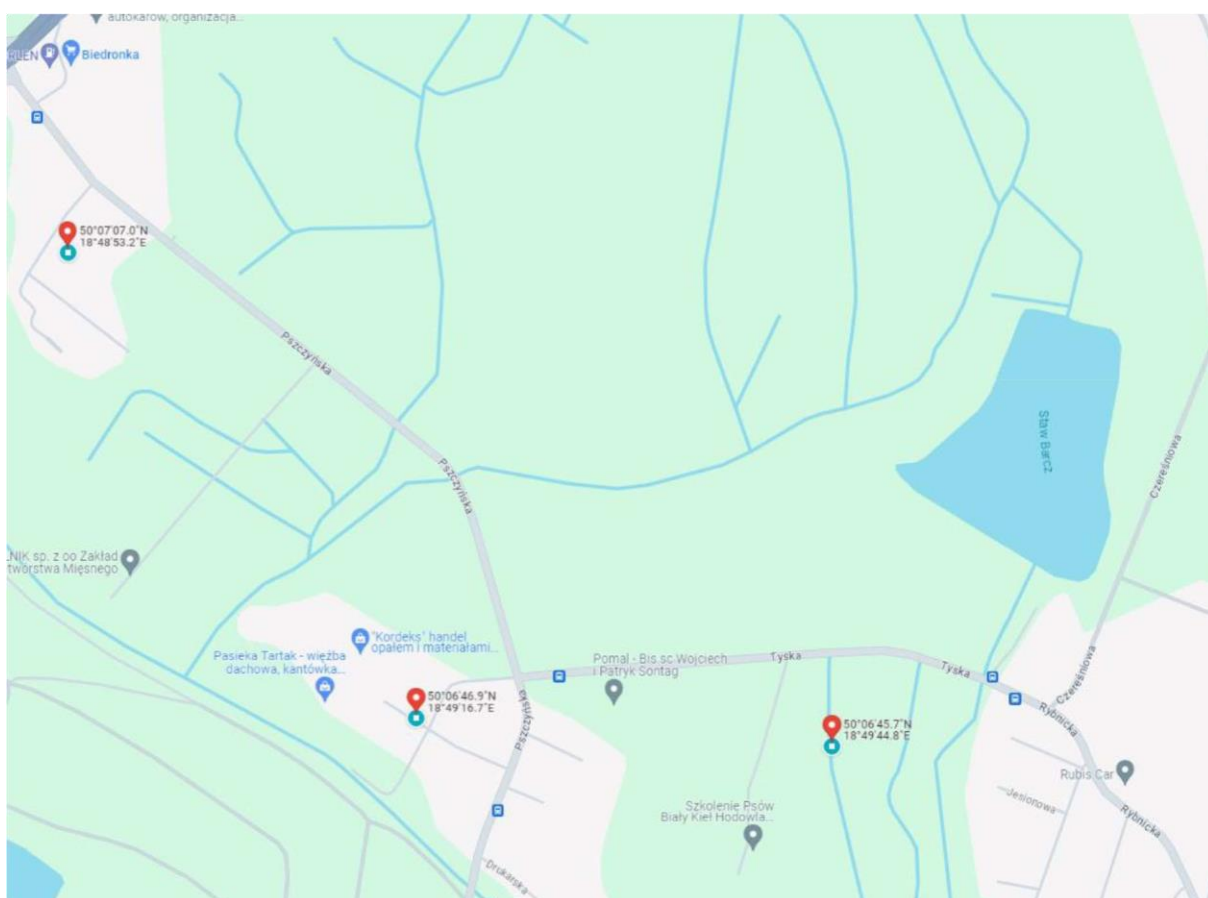 autokarów, organizacja...
Biedronka
50°07'07.0"N
18°48'53.2"E
Pszczyńska
Pszczyńska
Staw Barcz
Czereśniowa
NIK sp. z oo Zakład
twórstwa Mięsnego
"Kordeks" handel
opałem i materiałami...
Pasieka Tartak - więźba
dachowa, kantówka...
Pomal - Bis sc Wojciech
i Patryk Sontag
Tyska
Tyska
Czereśniowa
50°06'46.9"N
18°49'16.7"E
Pszczyńska
50°06'45.7"N
18°49'44.8"E
Rybnicka
Rubis Car
Jesionowa
Rybnicka
Szkolenie Psów
Biały Kieł Hodowla...
Drukarska